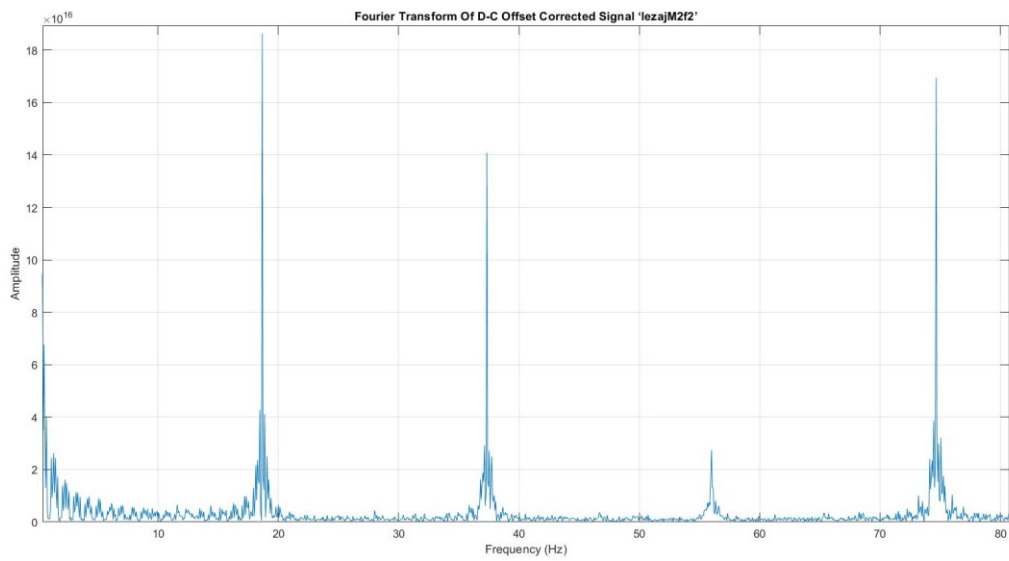 Fourier Transform Of D-C Offset Corrected Signal ‘lezajM2f2’
×10¹⁶
18
16
14
12
10
8
6
4
2
0
Amplitude
10 20 30 40 50 60 70 80
Frequency (Hz)